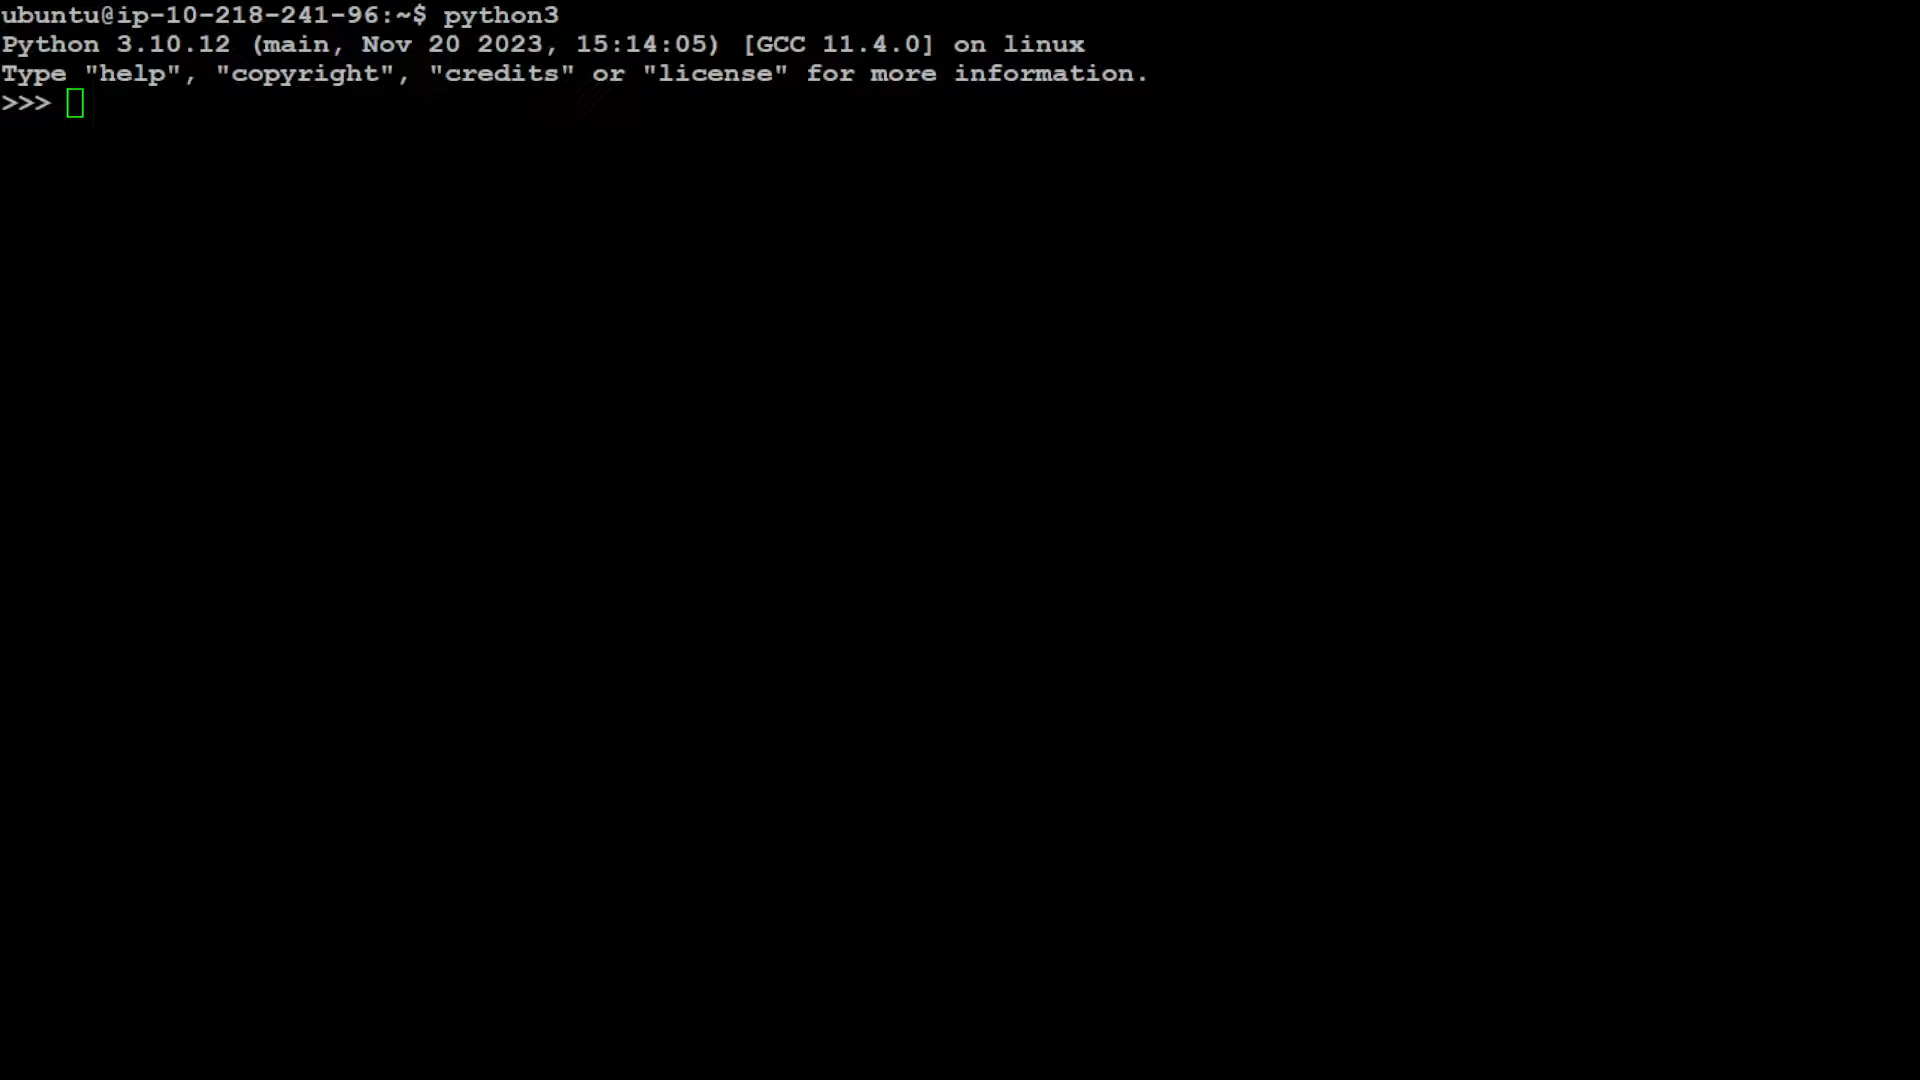 ubuntu@ip-10-218-241-96:~$ python3
Python 3.10.12 (main, Nov 20 2023, 15:14:05) [GCC 11.4.0] on linux
Type "help", "copyright", "credits" or "license" for more information.
>>>